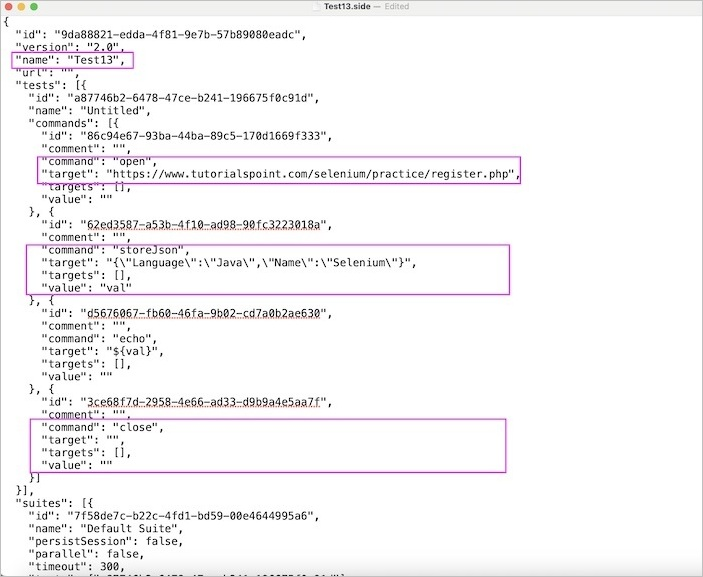 Test13.side — Edited
{
"id": "9da88821-edda-4f81-9e7b-57b89080eadc",
"version": "2.0",
"name": "Test13",
"url": "",
"tests": [{
"id": "a87746b2-6478-47ce-b241-196675f0c91d",
"name": "Untitled",
"commands": [{
"id": "86c94e67-93ba-44ba-89c5-170d1669f333",
"comment": "",
"command": "open",
"target": "https://www.tutorialspoint.com/selenium/practice/register.php",
"targets": [],
"value": ""
}, {
"id": "62ed3587-a53b-4f10-ad98-90fc3223018a",
"comment": "",
"command": "storeJson",
"target": "{\"Language\":\"Java\",\"Name\":\"Selenium\"}",
"targets": [],
"value": "val"
}, {
"id": "d5676067-fb60-46fa-9b02-cd7a0b2ae630",
"comment": "",
"command": "echo",
"target": "${val}",
"targets": [],
"value": ""
}, {
"id": "3ce68f7d-2958-4e66-ad33-d9b9a4e5aa7f",
"comment": "",
"command": "close",
"target": "",
"targets": [],
"value": ""
}]
}],
"suites": [{
"id": "7f58de7c-b22c-4fd1-bd59-00e4644995a6",
"name": "Default Suite",
"persistSession": false,
"parallel": false,
"timeout": 300,